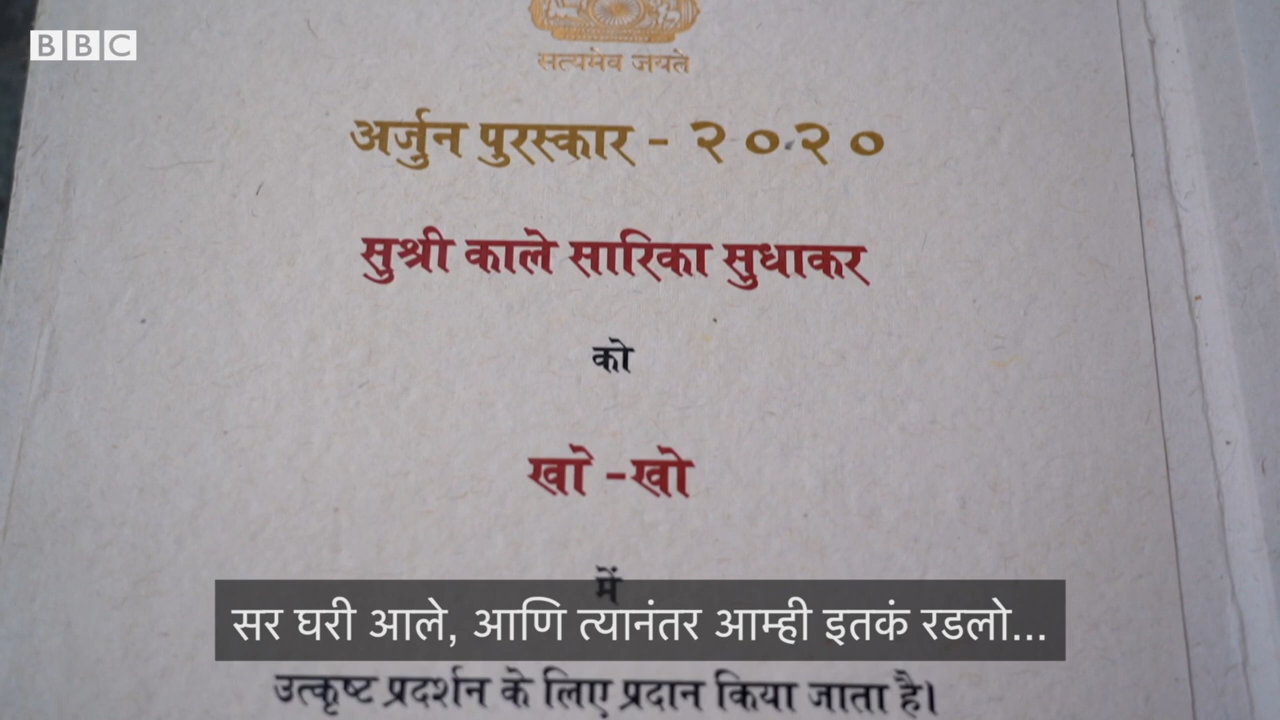 BBC
सत्यमेव जयते
अर्जुन पुरस्कार - २०२०
सुश्री काले सारिका सुधाकर
को
खो -खो
में
सर घरी आले, आणि त्यानंतर आम्ही इतकं रडलो...
उत्कृष्ट प्रदर्शन के लिए प्रदान किया जाता है।